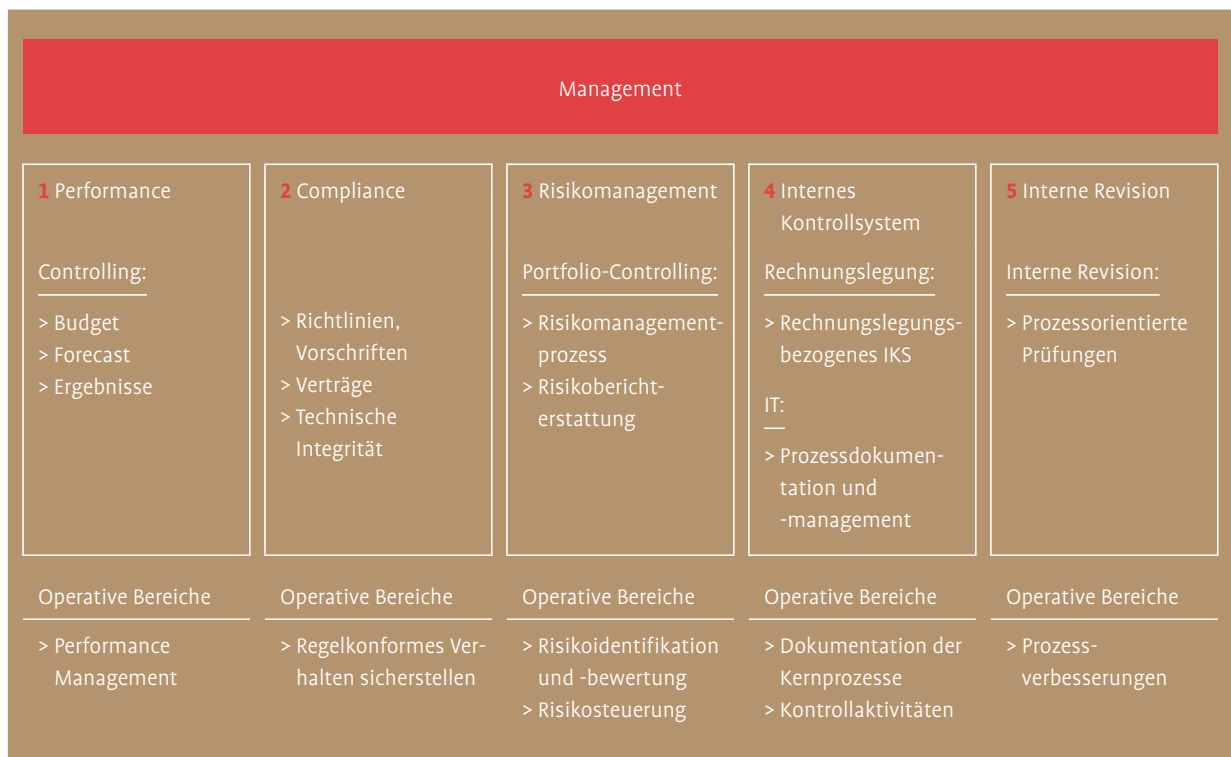 Management
1 Performance
Controlling:
> Budget
> Forecast
> Ergebnisse
2 Compliance
> Richtlinien,
Vorschriften
> Verträge
> Technische
Integrität
3 Risikomanagement
Portfolio-Controlling:
> Risikomanagement-
prozess
> Risikobericht-
erstattung
4 Internes
Kontrollsystem
Rechnungslegung:
> Rechnungslegungs-
bezogenes IKS
IT:
> Prozessdokumen-
tation und
-management
5 Interne Revision
Interne Revision:
> Prozessorientierte
Prüfungen
Operative Bereiche
> Performance
Management
Operative Bereiche
> Regelkonformes Ver-
halten sicherstellen
Operative Bereiche
> Risikoidentifikation
und -bewertung
> Risikosteuerung
Operative Bereiche
> Dokumentation der
Kernprozesse
> Kontrollaktivitäten
Operative Bereiche
> Prozess-
verbesserungen